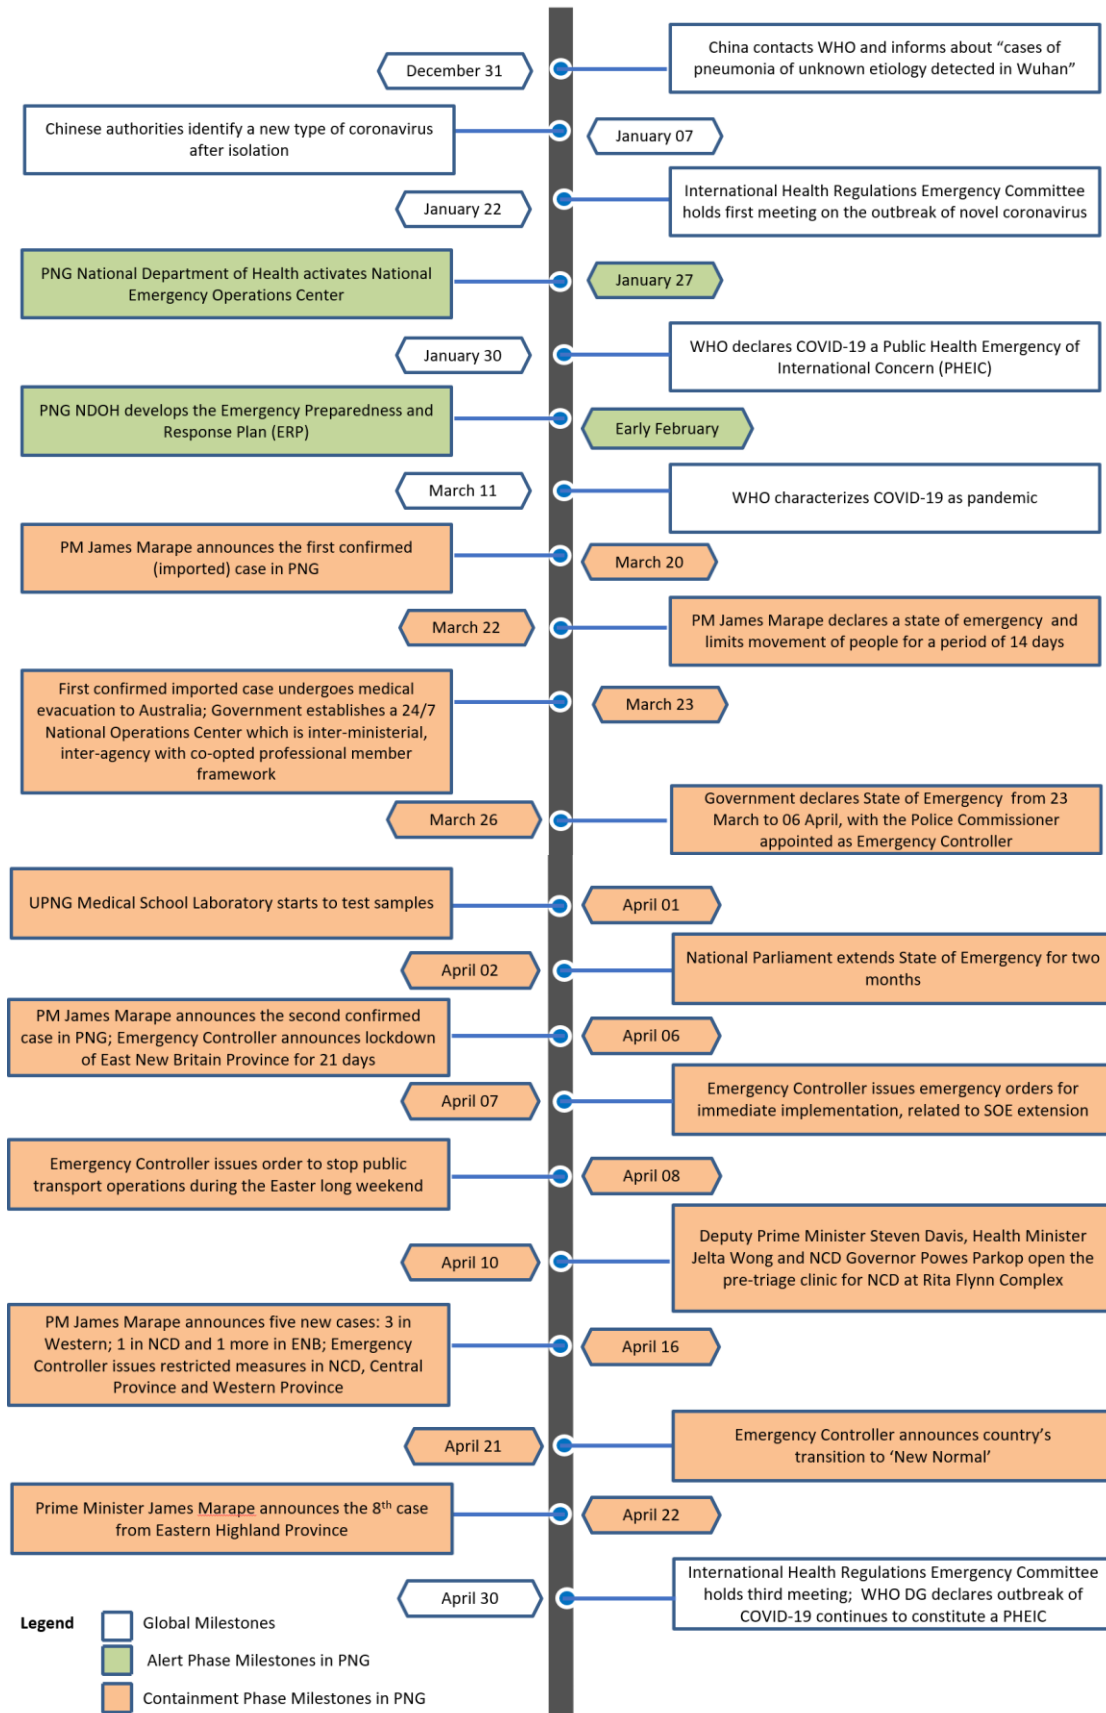 December 31
China contacts WHO and informs about “cases of
pneumonia of unknown etiology detected in Wuhan”
Chinese authorities identify a new type of coronavirus
after isolation
January 07
January 22
International Health Regulations Emergency Committee
holds first meeting on the outbreak of novel coronavirus
PNG National Department of Health activates National
Emergency Operations Center
January 27
January 30
WHO declares COVID-19 a Public Health Emergency of
International Concern (PHEIC)
PNG NDOH develops the Emergency Preparedness and
Response Plan (ERP)
Early February
March 11
WHO characterizes COVID-19 as pandemic
PM James Marape announces the first confirmed
(imported) case in PNG
March 20
March 22
PM James Marape declares a state of emergency and
limits movement of people for a period of 14 days
First confirmed imported case undergoes medical
evacuation to Australia; Government establishes a 24/7
National Operations Center which is inter-ministerial,
inter-agency with co-opted professional member
framework
March 23
March 26
Government declares State of Emergency from 23
March to 06 April, with the Police Commissioner
appointed as Emergency Controller
UPNG Medical School Laboratory starts to test samples
April 01
April 02
National Parliament extends State of Emergency for two
months
PM James Marape announces the second confirmed
case in PNG; Emergency Controller announces lockdown
of East New Britain Province for 21 days
April 06
April 07
Emergency Controller issues emergency orders for
immediate implementation, related to SOE extension
Emergency Controller issues order to stop public
transport operations during the Easter long weekend
April 08
April 10
Deputy Prime Minister Steven Davis, Health Minister
Jelta Wong and NCD Governor Powes Parkop open the
pre-triage clinic for NCD at Rita Flynn Complex
PM James Marape announces five new cases: 3 in
Western; 1 in NCD and 1 more in ENB; Emergency
Controller issues restricted measures in NCD, Central
Province and Western Province
April 16
April 21
Emergency Controller announces country’s
transition to ‘New Normal’
Prime Minister James Marape announces the 8th case
from Eastern Highland Province
April 22
April 30
International Health Regulations Emergency Committee
holds third meeting; WHO DG declares outbreak of
COVID-19 continues to constitute a PHEIC
Legend
Global Milestones
Alert Phase Milestones in PNG
Containment Phase Milestones in PNG